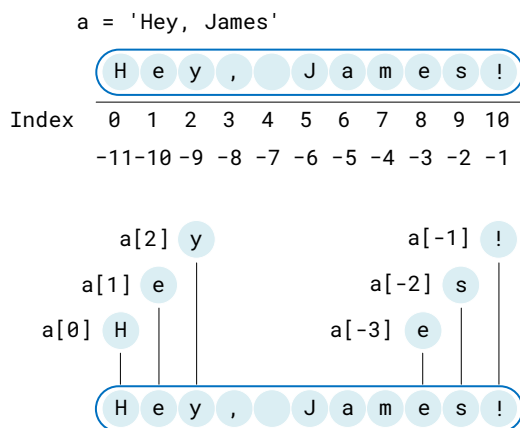 a = 'Hey, James'
H e y , J a m e s !
Index 0 1 2 3 4 5 6 7 8 9 10
-11 -10 -9 -8 -7 -6 -5 -4 -3 -2 -1
a[2] y a[-1] !
a[1] e a[-2] s
a[0] H a[-3] e
H e y , J a m e s !